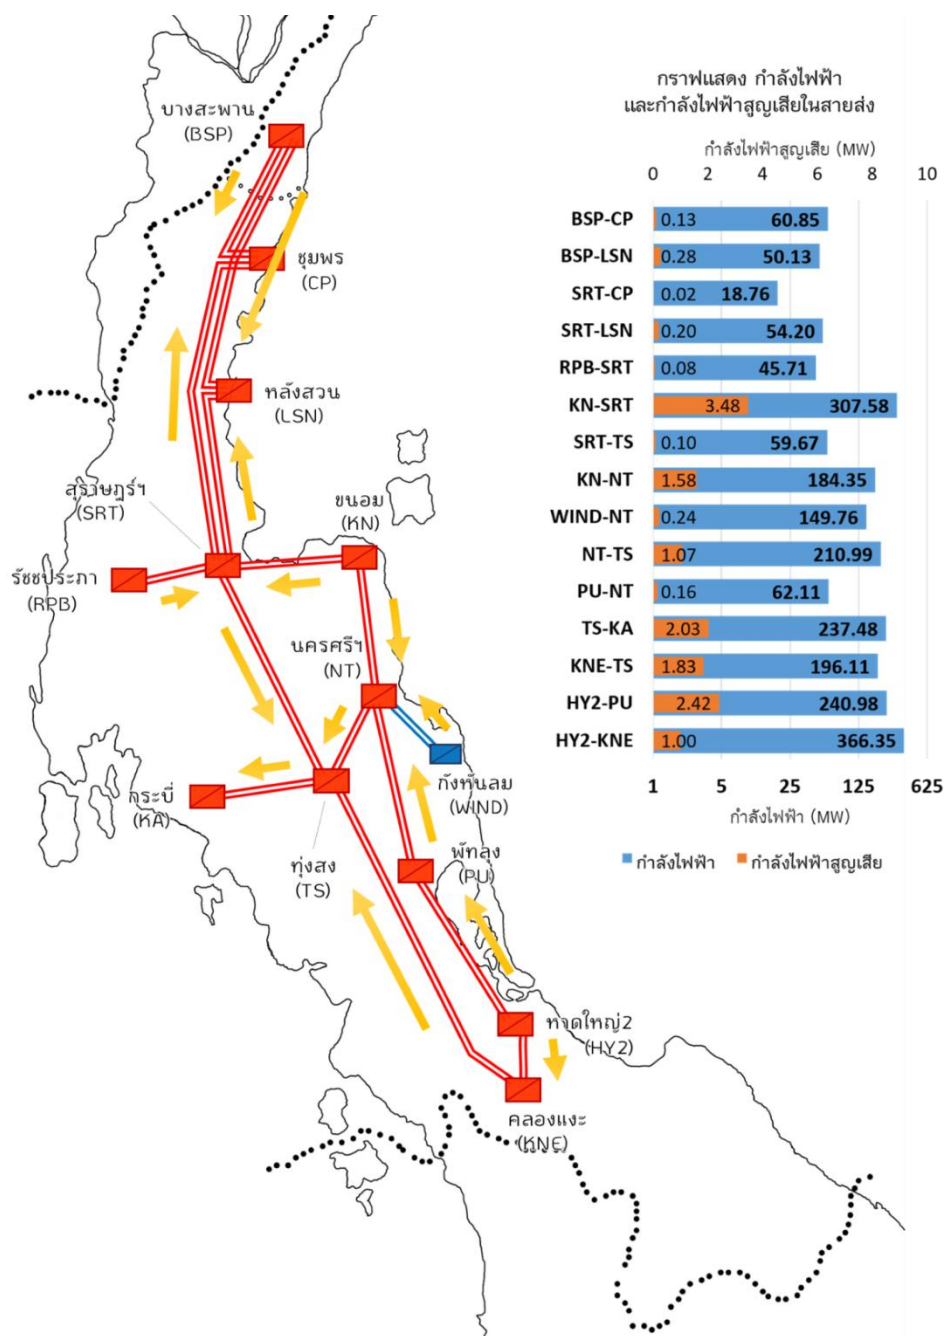 บางสะพาน
(BSP)
ชุมพร
(CP)
หลังสวน
(LSN)
สุราษฎร์ฯ
(SRT)
ขนอม
(KN)
รัชชประภา
(RPB)
นครศรีฯ
(NT)
กังหันลม
(WIND)
กระบี่
(KA)
ทุ่งสง
(TS)
พัทลุง
(PU)
หาดใหญ่2
(HY2)
คลองแงะ
(KNE)
กราฟแสดง กำลังไฟฟ้า
และกำลังไฟฟ้าสูญเสียในสายส่ง
กำลังไฟฟ้าสูญเสีย (MW)
0 2 4 6 8 10
BSP-CP 0.13 60.85
BSP-LSN 0.28 50.13
SRT-CP 0.02 18.76
SRT-LSN 0.20 54.20
RPB-SRT 0.08 45.71
KN-SRT 3.48 307.58
SRT-TS 0.10 59.67
KN-NT 1.58 184.35
WIND-NT 0.24 149.76
NT-TS 1.07 210.99
PU-NT 0.16 62.11
TS-KA 2.03 237.48
KNE-TS 1.83 196.11
HY2-PU 2.42 240.98
HY2-KNE 1.00 366.35
1 5 25 125 625
กำลังไฟฟ้า (MW)
กำลังไฟฟ้า กำลังไฟฟ้าสูญเสีย